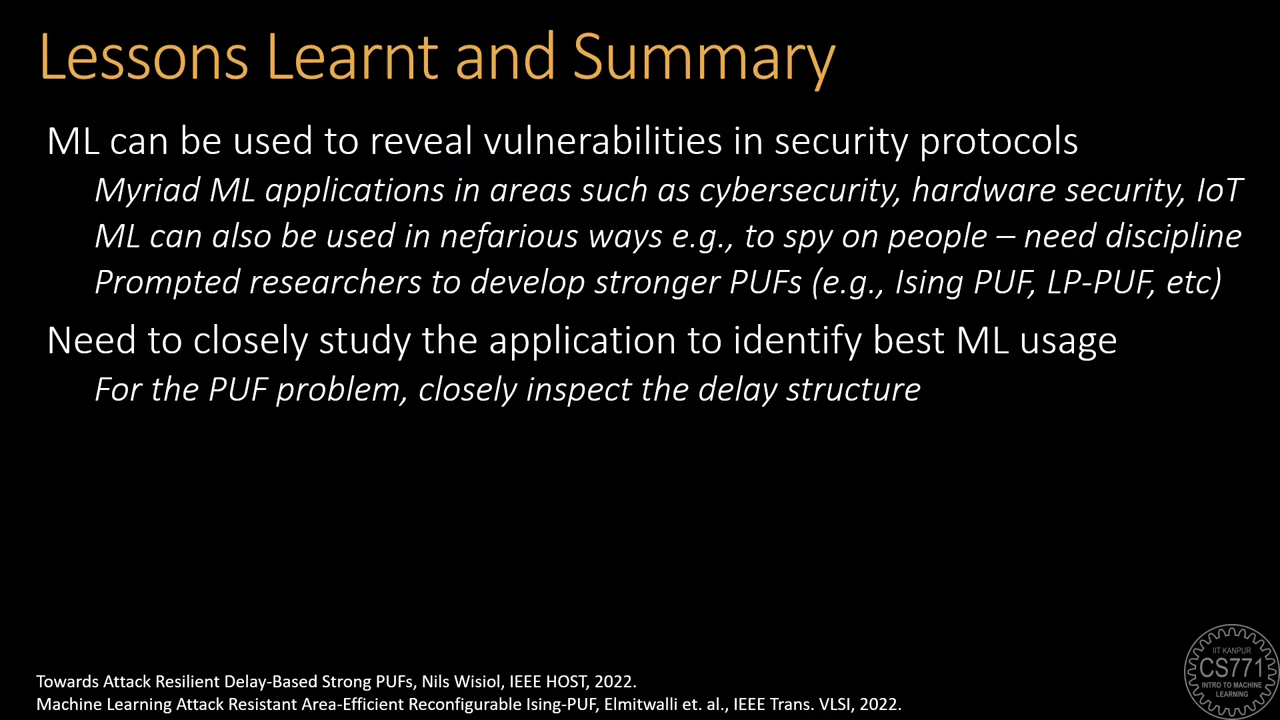 Lessons Learnt and Summary
ML can be used to reveal vulnerabilities in security protocols
Myriad ML applications in areas such as cybersecurity, hardware security, IoT
ML can also be used in nefarious ways e.g., to spy on people – need discipline
Prompted researchers to develop stronger PUFs (e.g., Ising PUF, LP-PUF, etc)
Need to closely study the application to identify best ML usage
For the PUF problem, closely inspect the delay structure
Towards Attack Resilient Delay-Based Strong PUFs, Nils Wisiol, IEEE HOST, 2022.
Machine Learning Attack Resistant Area-Efficient Reconfigurable Ising-PUF, Elmitwalli et. al., IEEE Trans. VLSI, 2022.
IIT KANPUR
CS771
INTRO TO MACHINE
LEARNING